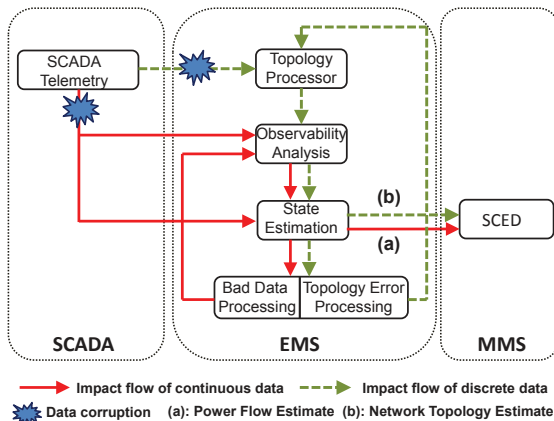 SCADA
Telemetry
Topology
Processor
Observability
Analysis
State
Estimation
(b)
(a)
SCED
Bad Data
Processing
Topology Error
Processing
SCADA
EMS
MMS
Impact flow of continuous data
Impact flow of discrete data
Data corruption
(a): Power Flow Estimate
(b): Network Topology Estimate